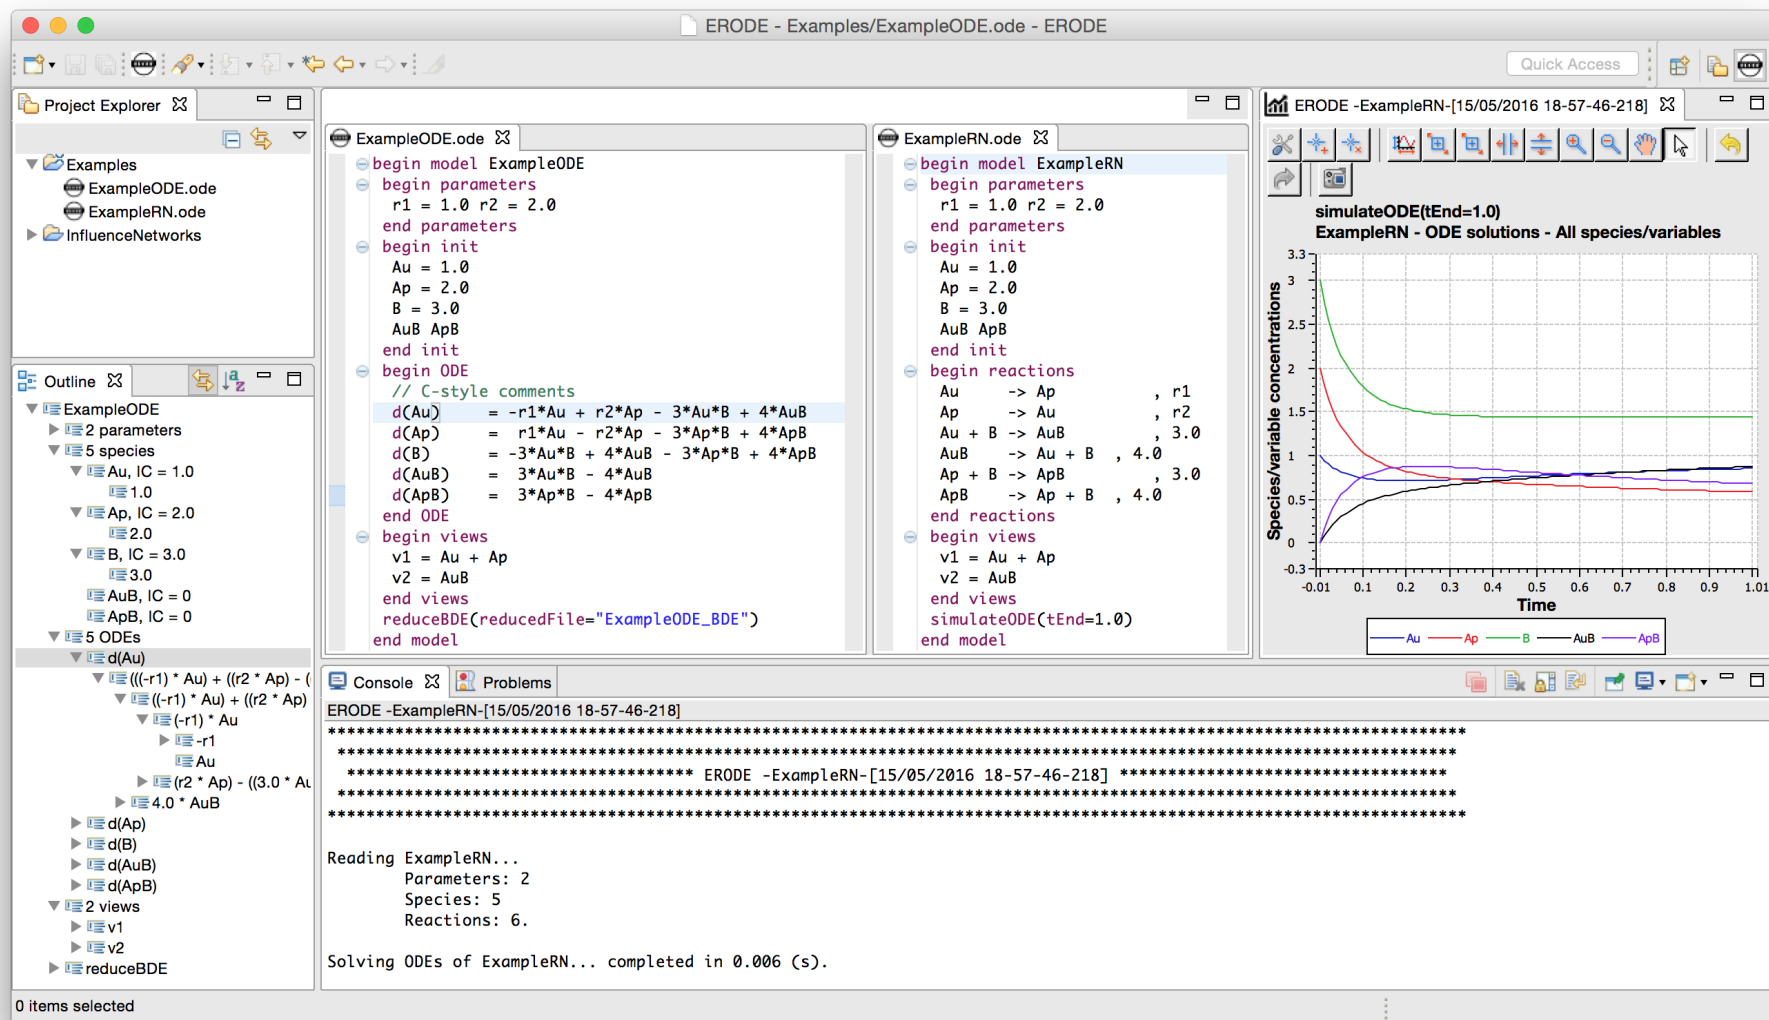 ERODE - Examples/ExampleODE.ode - ERODE
Quick Access
Project Explorer
Examples
ExampleODE.ode
ExampleRN.ode
InfluenceNetworks
Outline
ExampleODE
2 parameters
5 species
Au, IC = 1.0
1.0
Ap, IC = 2.0
2.0
B, IC = 3.0
3.0
AuB, IC = 0
ApB, IC = 0
5 ODEs
d(Au)
(((-r1) * Au) + ((r2 * Ap) - (
((-r1) * Au) + ((r2 * Ap)
(-r1) * Au
-r1
Au
(r2 * Ap) - ((3.0 * Au
4.0 * AuB
d(Ap)
d(B)
d(AuB)
d(ApB)
2 views
v1
v2
reduceBDE
0 items selected
ExampleODE.ode
begin model ExampleODE
begin parameters
r1 = 1.0 r2 = 2.0
end parameters
begin init
Au = 1.0
Ap = 2.0
B = 3.0
AuB ApB
end init
begin ODE
// C-style comments
d(Au) = -r1*Au + r2*Ap - 3*Au*B + 4*AuB
d(Ap) = r1*Au - r2*Ap - 3*Ap*B + 4*ApB
d(B) = -3*Au*B + 4*AuB - 3*Ap*B + 4*ApB
d(AuB) = 3*Au*B - 4*AuB
d(ApB) = 3*Ap*B - 4*ApB
end ODE
begin views
v1 = Au + Ap
v2 = AuB
end views
reduceBDE(reducedFile="ExampleODE_BDE")
end model
ExampleRN.ode
begin model ExampleRN
begin parameters
r1 = 1.0 r2 = 2.0
end parameters
begin init
Au = 1.0
Ap = 2.0
B = 3.0
AuB ApB
end init
begin reactions
Au -> Ap , r1
Ap -> Au , r2
Au + B -> AuB , 3.0
AuB -> Au + B , 4.0
Ap + B -> ApB , 3.0
ApB -> Ap + B , 4.0
end reactions
begin views
v1 = Au + Ap
v2 = AuB
end views
simulateODE(tEnd=1.0)
end model
ERODE -ExampleRN-[15/05/2016 18-57-46-218]
simulateODE(tEnd=1.0)
ExampleRN - ODE solutions - All species/variables
Species/variable concentrations
3.3
3
2.5
2
1.5
1
0.5
0
-0.3
-0.01 0.1 0.2 0.3 0.4 0.5 0.6 0.7 0.8 0.9 1.01
Time
Au Ap B AuB ApB
Console Problems
ERODE -ExampleRN-[15/05/2016 18-57-46-218]
ERODE -ExampleRN-[15/05/2016 18-57-46-218]
Reading ExampleRN...
Parameters: 2
Species: 5
Reactions: 6.
Solving ODEs of ExampleRN... completed in 0.006 (s).